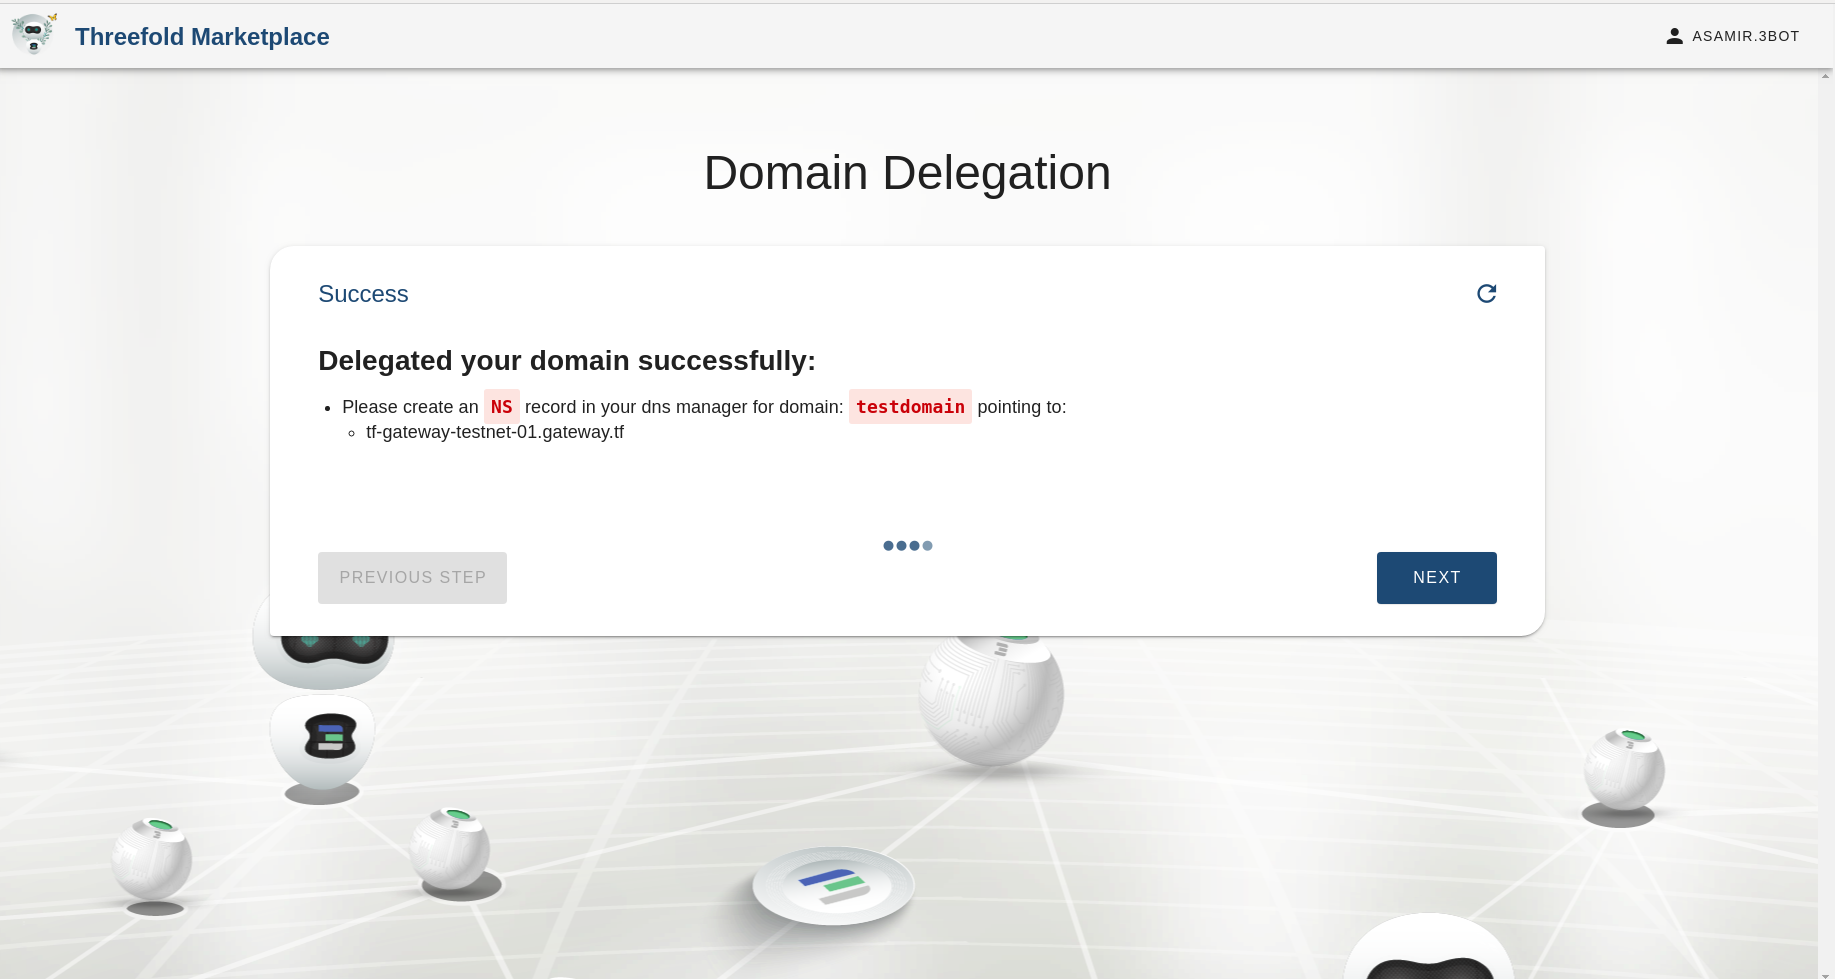 Threefold Marketplace
ASAMIR.3BOT
Domain Delegation
Success
Delegated your domain successfully:
Please create an NS record in your dns manager for domain: testdomain pointing to:
tf-gateway-testnet-01.gateway.tf
PREVIOUS STEP
NEXT